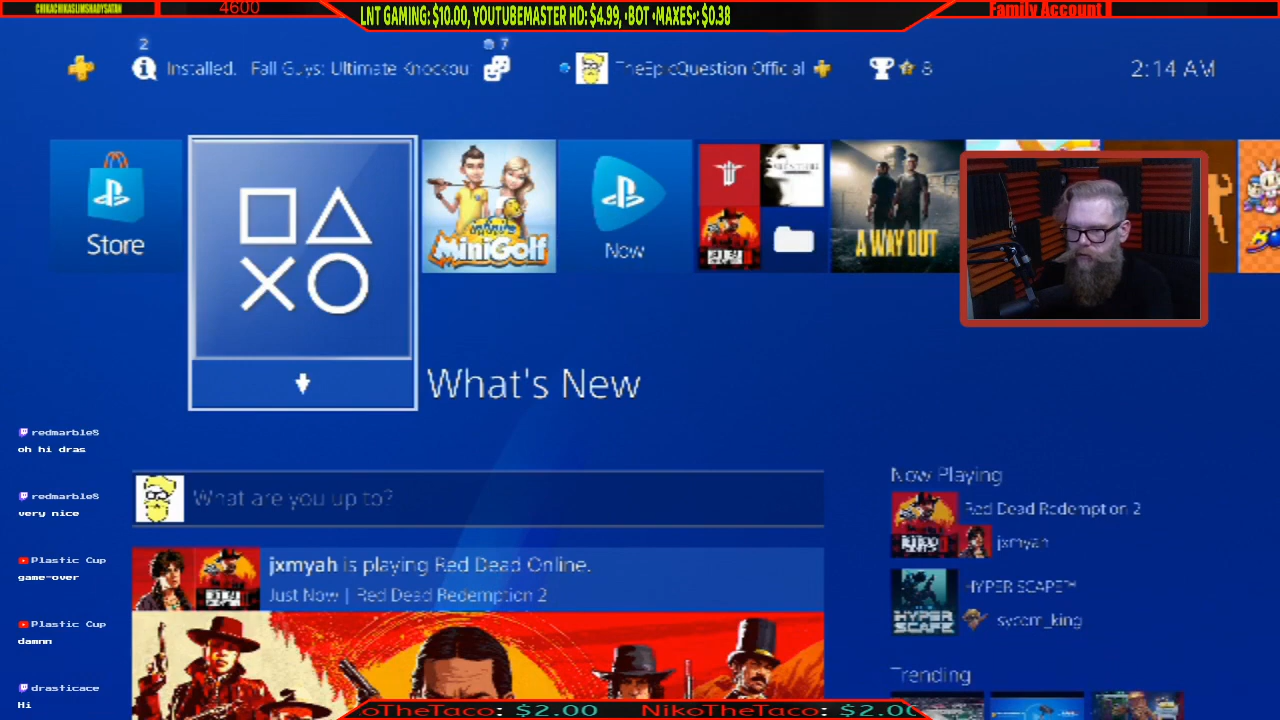 CHIKACHIKASLIMSHADYSATAN
4600
LNT GAMING: $10.00, YOUTUBEMASTER HD: $4.99, •BOT •MAXES•: $0.38
Family Account
2
Installed. Fall Guys: Ultimate Knockou
7
TheEpicQuestion Official
8
2:14 AM
Store
infinite
MiniGolf
Now
A WAY OUT
What's New
redmarble8
oh hi dras
redmarble8
very nice
Plastic Cup
game-over
Plastic Cup
damnn
drasticace
Hi
What are you up to?
jxmyah is playing Red Dead Online.
Just Now | Red Dead Redemption 2
Now Playing
Red Dead Redemption 2
jxmyah
HYPER SCAPE™
HYPER
SCAPE
sycom_king
Trending
oTheTaco: $2.00 NikoTheTaco: $2.00